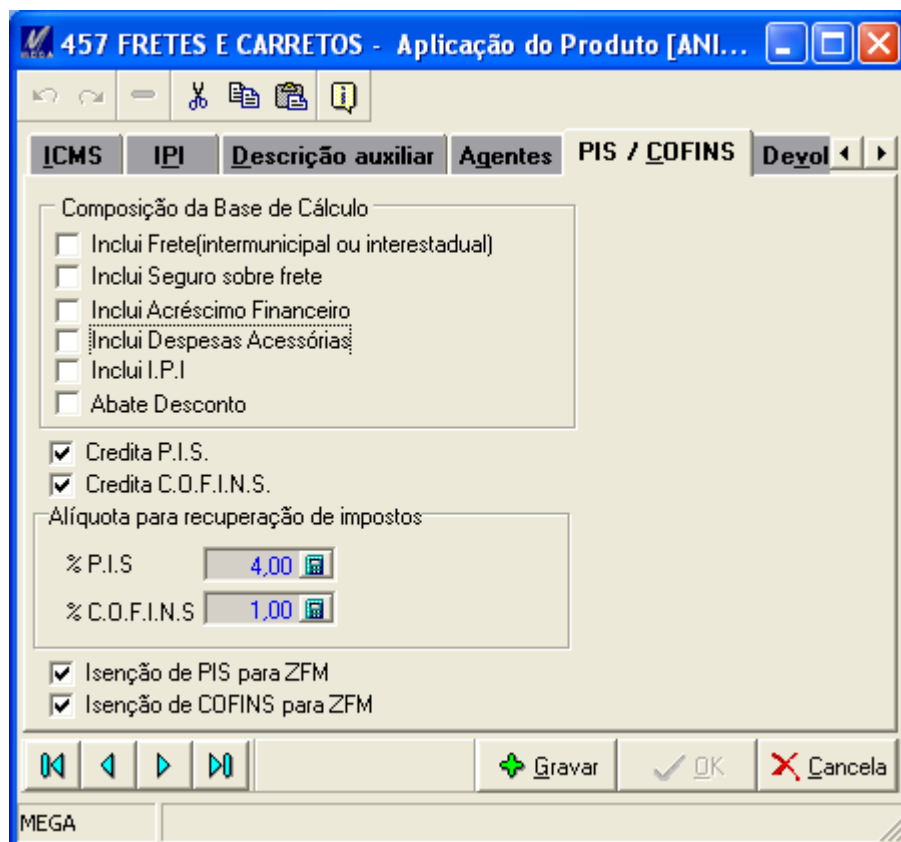 457 FRETES E CARRETOS - Aplicação do Produto [ANI...
ICMS IPI Descrição auxiliar Agentes PIS / COFINS Devol
Composição da Base de Cálculo
Inclui Frete(intermunicipal ou interestadual)
Inclui Seguro sobre frete
Inclui Acréscimo Financeiro
Inclui Despesas Acessórias
Inclui I.P.I
Abate Desconto
Credita P.I.S.
Credita C.O.F.I.N.S.
Alíquota para recuperação de impostos
% P.I.S 4,00
% C.O.F.I.N.S 1,00
Isenção de PIS para ZFM
Isenção de COFINS para ZFM
Gravar OK Cancela
MEGA